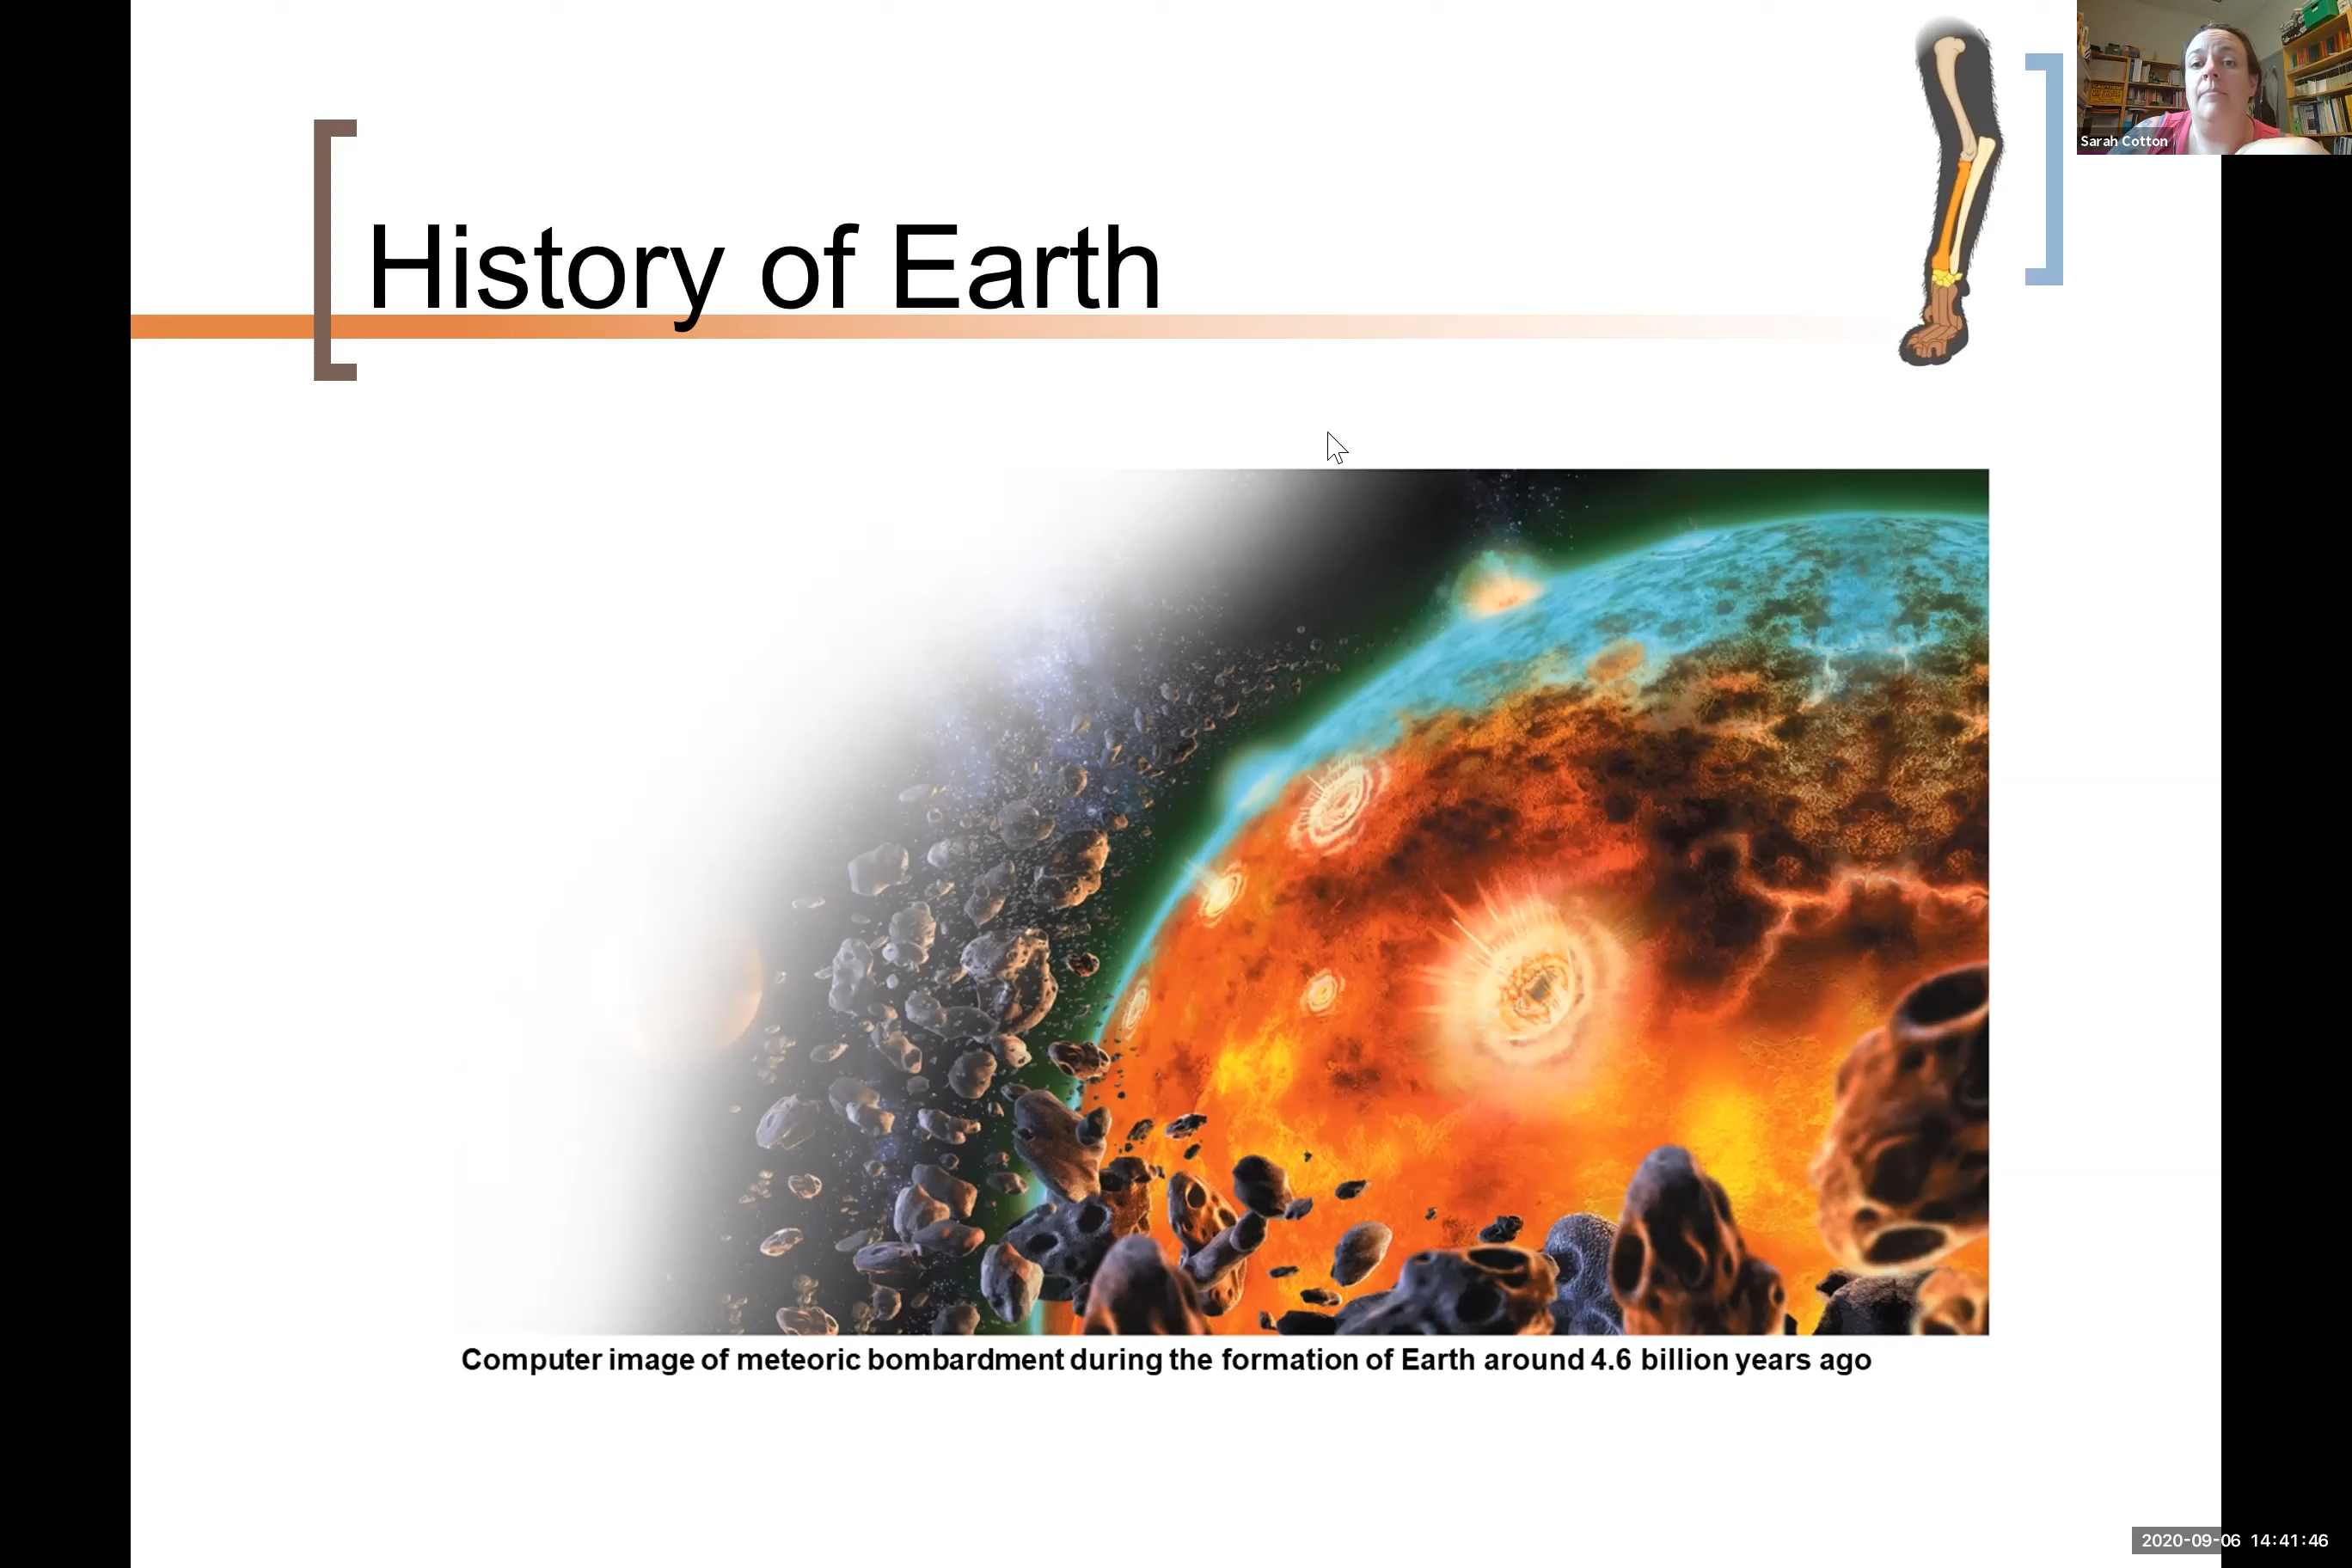 Sarah Cotton
History of Earth
Computer image of meteoric bombardment during the formation of Earth around 4.6 billion years ago
2020-09-06 14:41:46